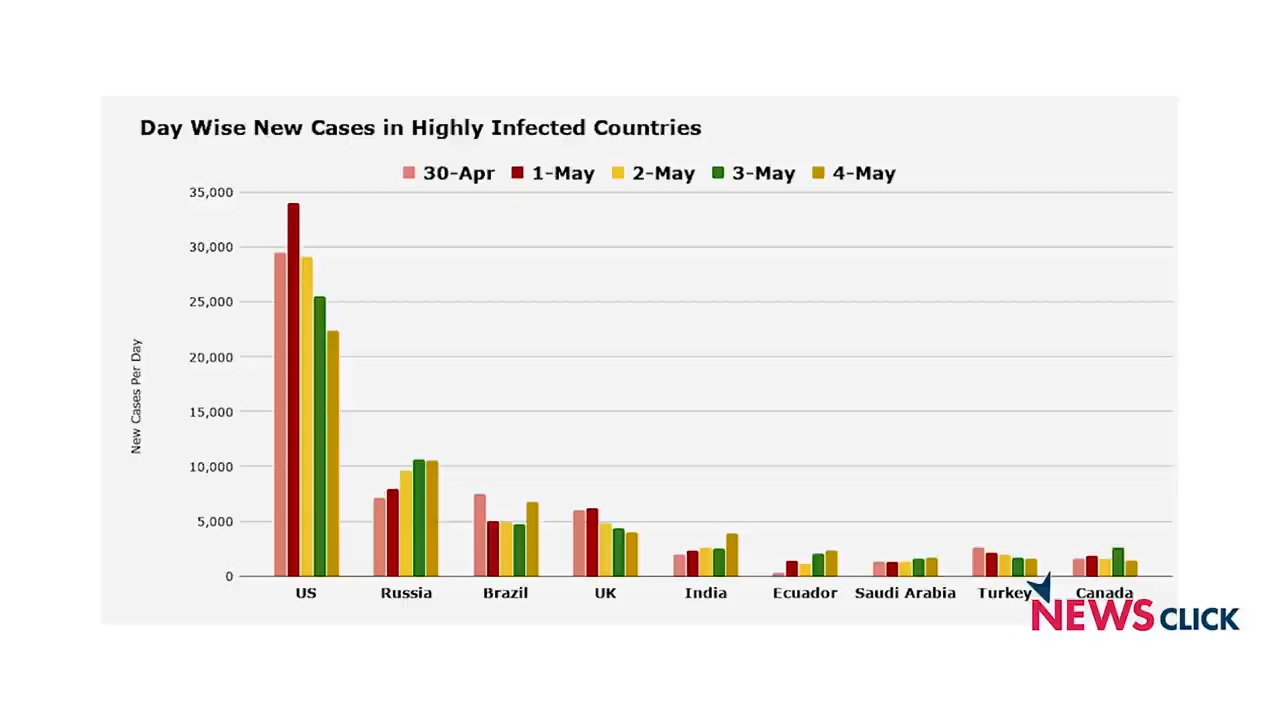 Day Wise New Cases in Highly Infected Countries
30-Apr 1-May 2-May 3-May 4-May
35,000
30,000
25,000
20,000
15,000
10,000
5,000
0
New Cases Per Day
US Russia Brazil UK India Ecuador Saudi Arabia Turkey Canada
NEWSCLICK